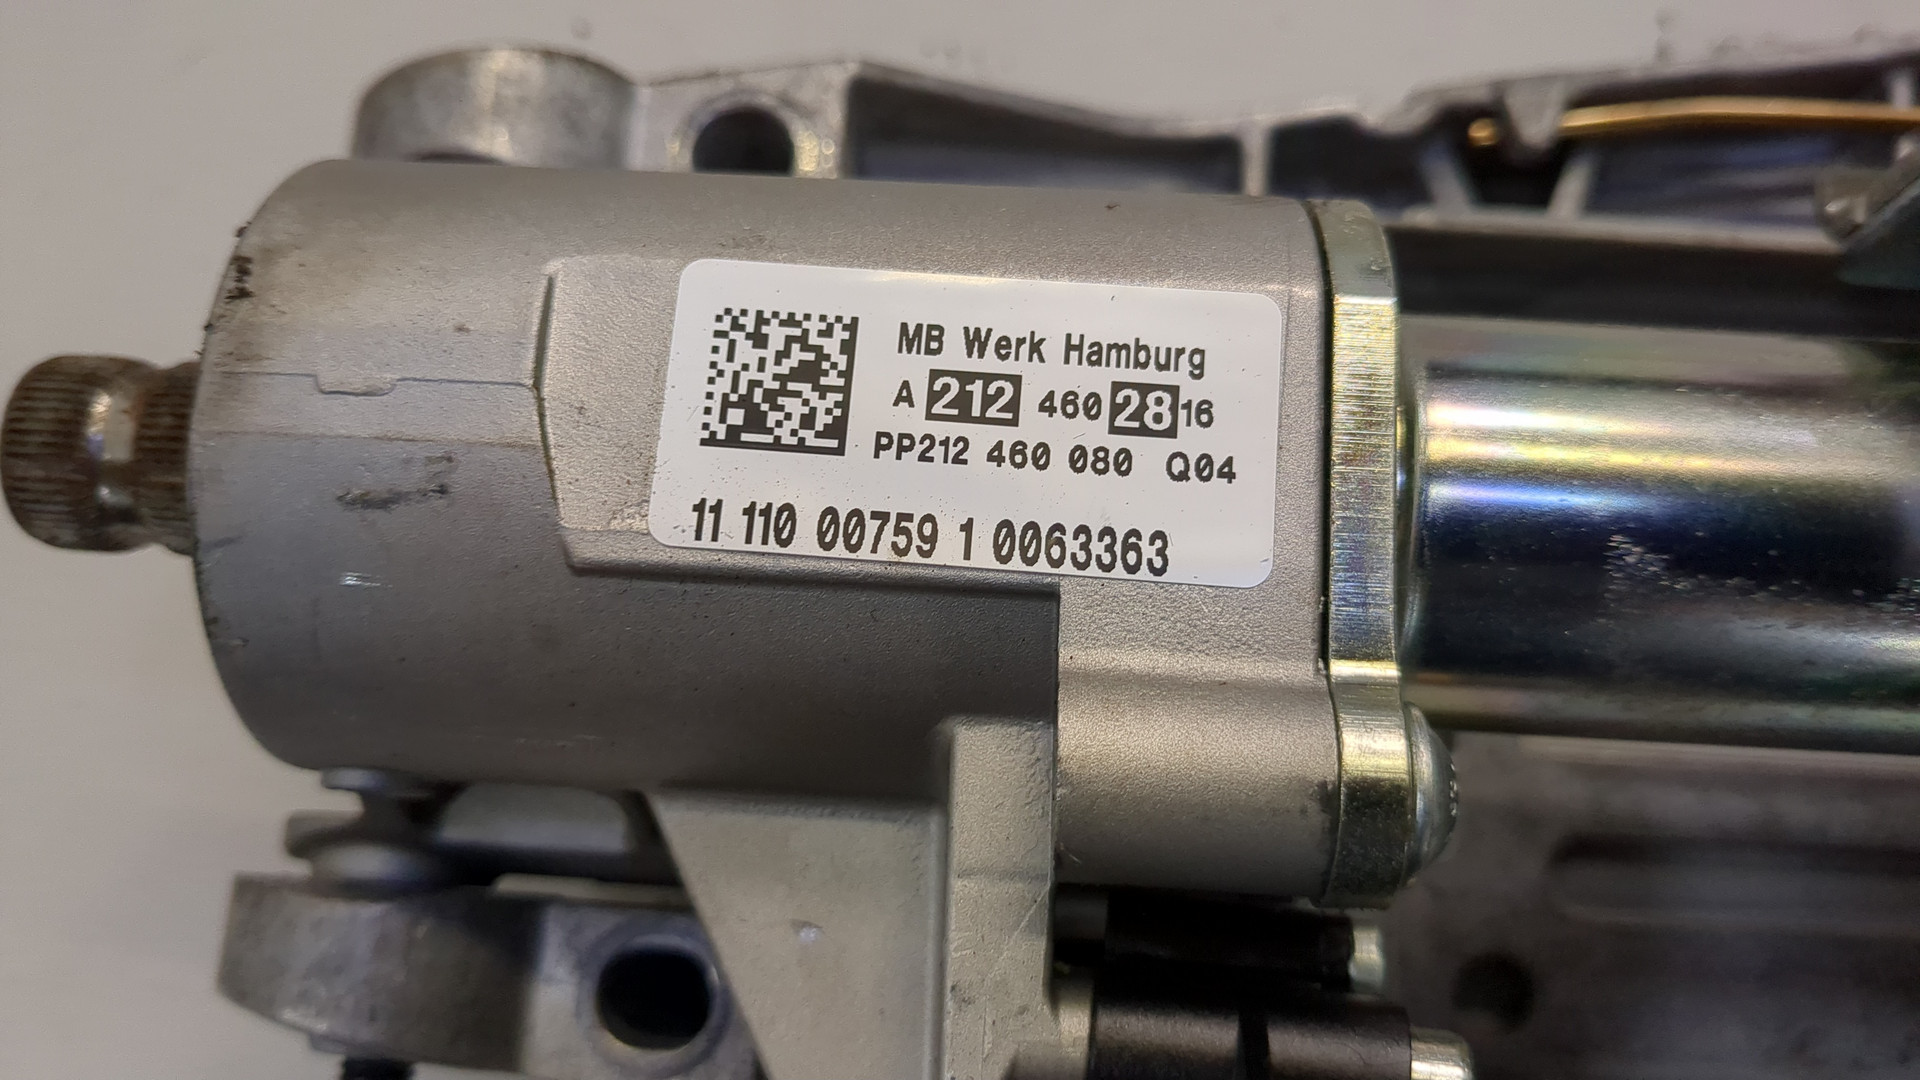 MB Werk Hamburg
A 212 460 28 16
PP212 460 080 Q04
11 110 00759 1 0063363